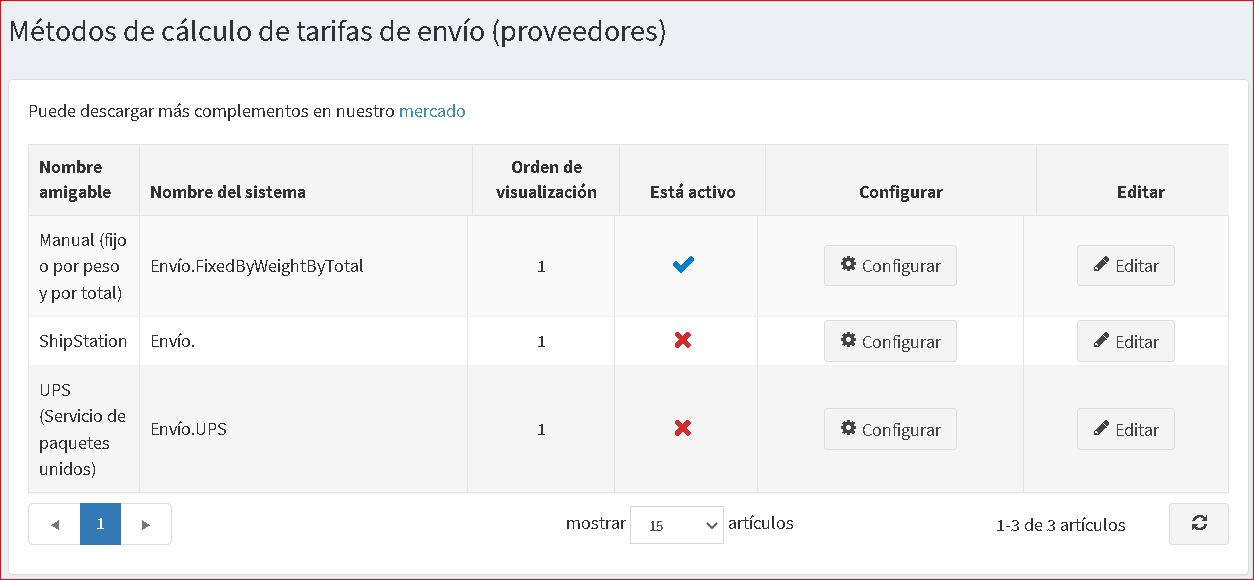 Métodos de cálculo de tarifas de envío (proveedores)
Puede descargar más complementos en nuestro mercado
Nombre amigable Nombre del sistema Orden de visualización Está activo Configurar Editar
Manual (fijo o por peso y por total) Envío.FixedByWeightByTotal 1 Configurar Editar
ShipStation Envío. 1 Configurar Editar
UPS (Servicio de paquetes unidos) Envío.UPS 1 Configurar Editar
1 mostrar 15 artículos 1-3 de 3 artículos